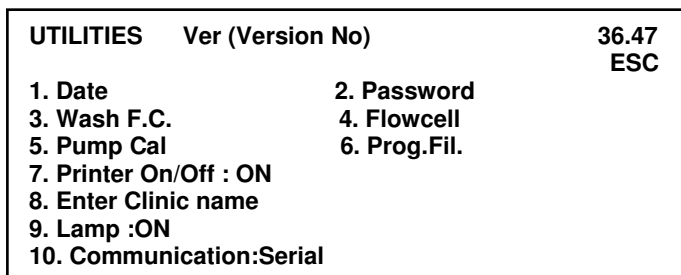 UTILITIES Ver (Version No) 36.47
ESC
1. Date 2. Password
3. Wash F.C. 4. Flowcell
5. Pump Cal 6. Prog.Fil.
7. Printer On/Off : ON
8. Enter Clinic name
9. Lamp :ON
10. Communication:Serial